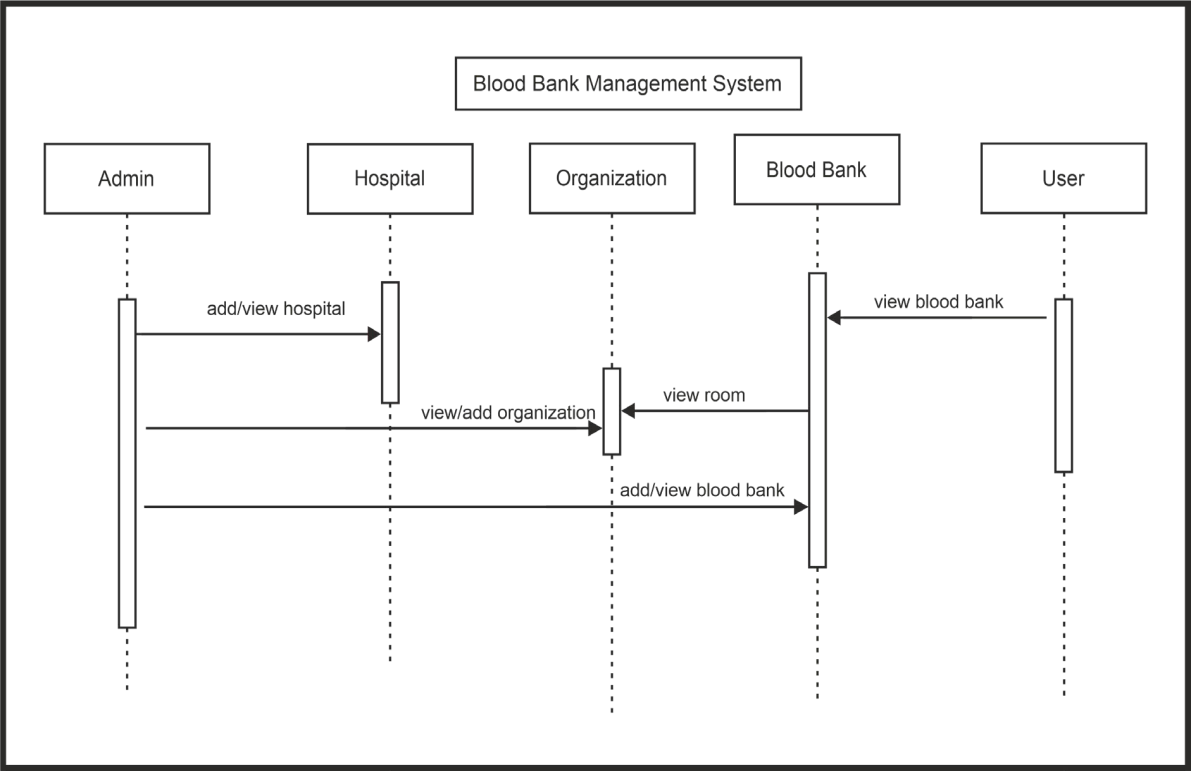 Blood Bank Management System
Admin
Hospital
Organization
Blood Bank
User
add/view hospital
view blood bank
view room
view/add organization
add/view blood bank